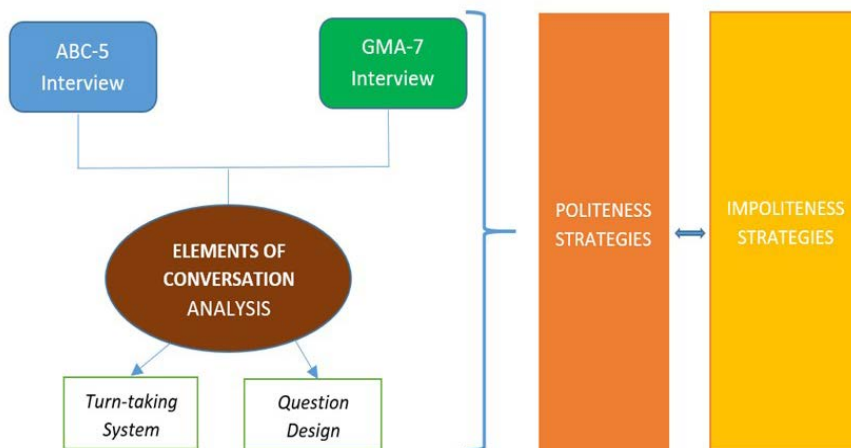 ABC-5
Interview
GMA-7
Interview
ELEMENTS OF
CONVERSATION
ANALYSIS
Turn-taking
System
Question
Design
POLITENESS
STRATEGIES
IMPOLITENESS
STRATEGIES